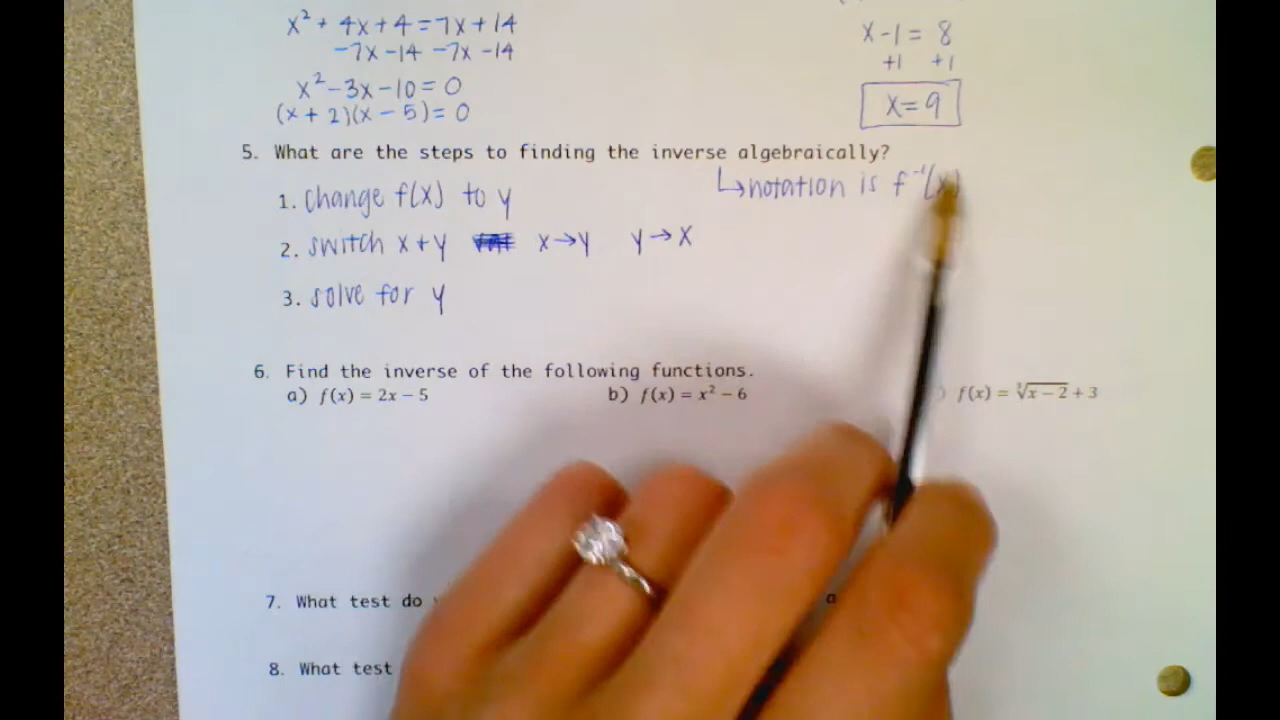 x² + 4x + 4 = 7x + 14
-7x -14 -7x -14
x² - 3x - 10 = 0
(x + 2)(x - 5) = 0
x - 1 = 8
+1 +1
x = 9
5. What are the steps to finding the inverse algebraically?
↳ notation is f⁻¹(x)
1. change f(x) to y
2. switch x + y x → y y → x
3. solve for y
6. Find the inverse of the following functions.
a) f(x) = 2x − 5 b) f(x) = x² − 6 ) f(x) = ∛x − 2 + 3
7. What test do a
8. What test